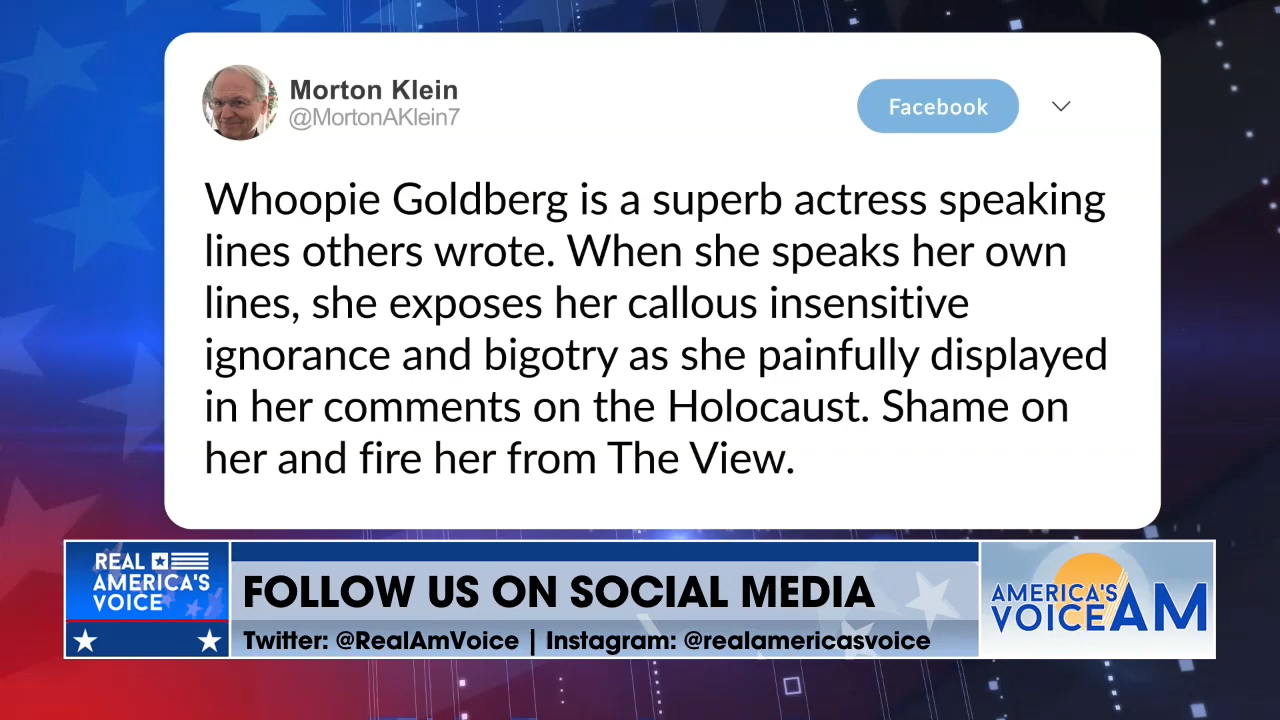 Morton Klein
@MortonAKlein7
Facebook
Whoopie Goldberg is a superb actress speaking
lines others wrote. When she speaks her own
lines, she exposes her callous insensitive
ignorance and bigotry as she painfully displayed
in her comments on the Holocaust. Shame on
her and fire her from The View.
REAL
AMERICA'S
VOICE
FOLLOW US ON SOCIAL MEDIA
Twitter: @RealAmVoice | Instagram: @realamericasvoice
AMERICA'S
VOICE AM